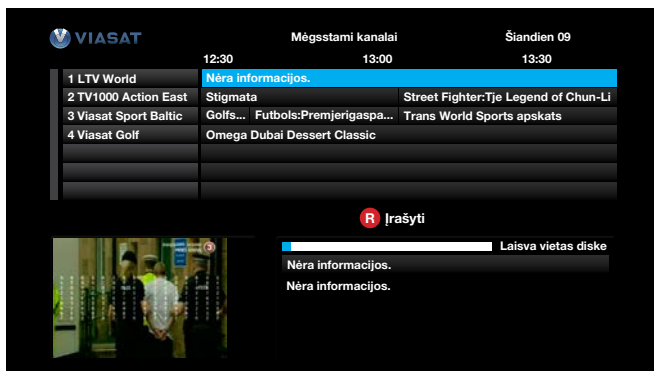 VIASAT Mėgsstami kanalai Šiandien 09
12:30 13:00 13:30
1 LTV World Nėra informacijos.
2 TV1000 Action East Stigmata Street Fighter:Tje Legend of Chun-Li
3 Viasat Sport Baltic Golfs... Futbols:Premjerigaspa... Trans World Sports apskats
4 Viasat Golf Omega Dubai Dessert Classic
R Įrašyti
Laisva vietas diske
Nėra informacijos.
Nėra informacijos.